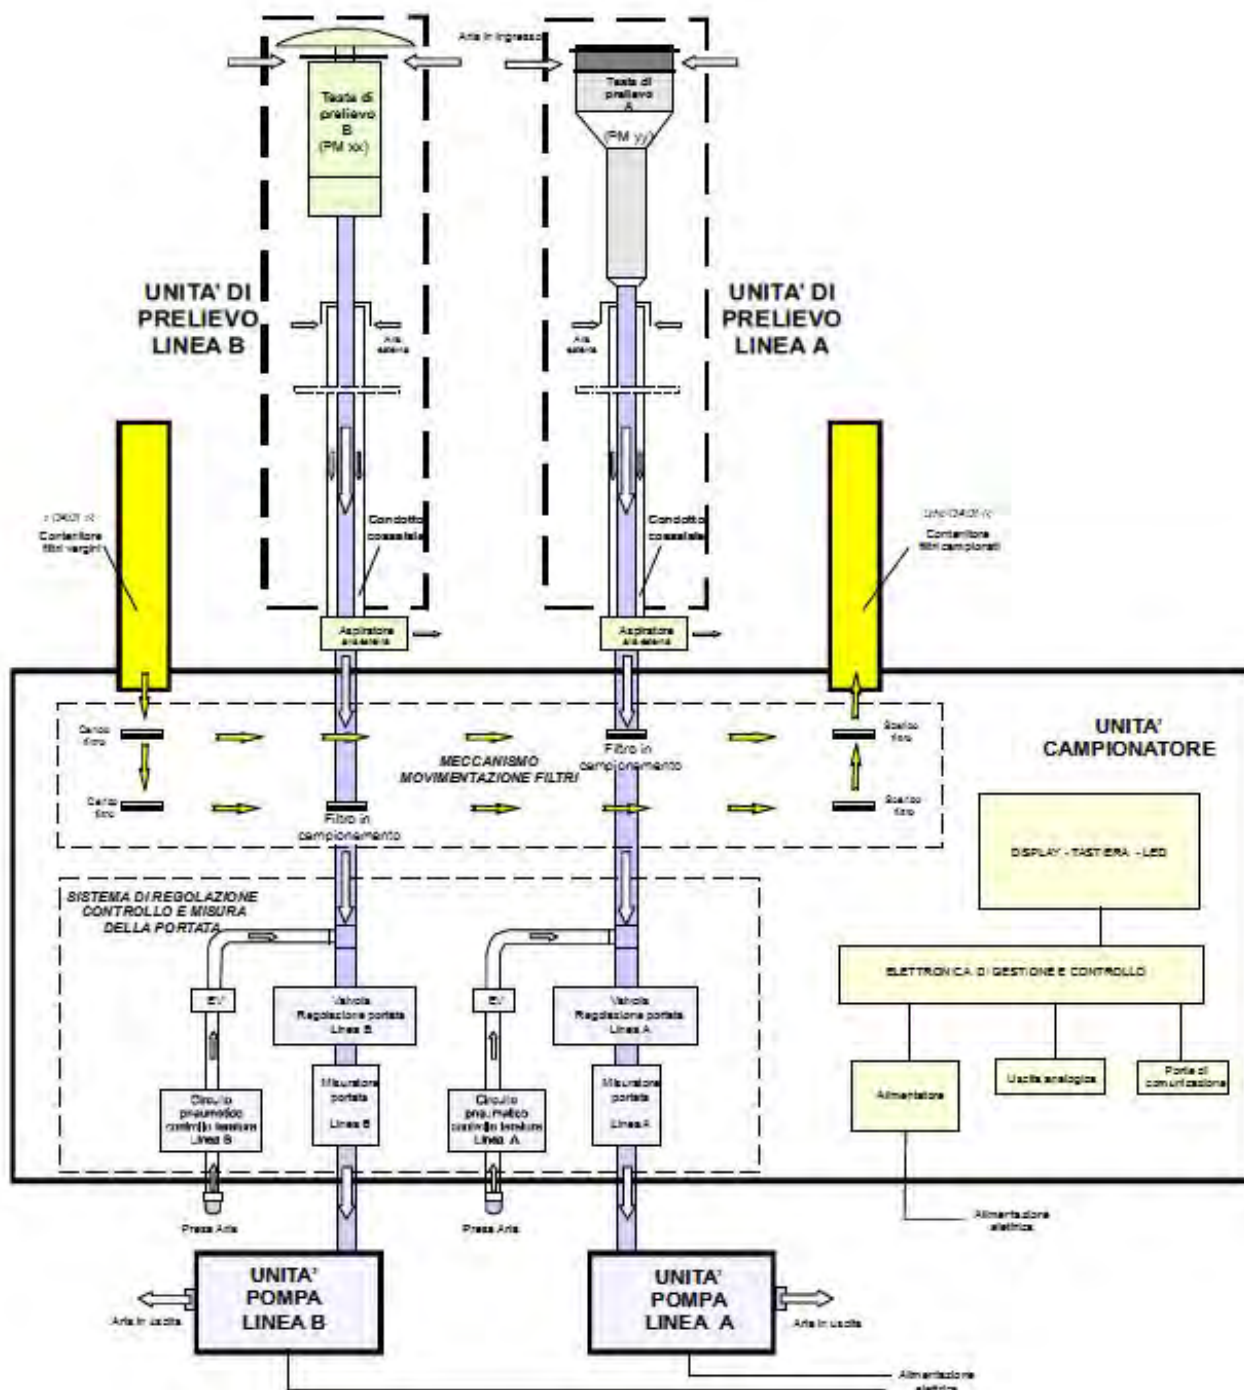 Aria in ingresso
Testa di
prelievo
B
(PM xx)
Testa di
prelievo
A
(PM yy)
UNITA' DI
PRELIEVO
LINEA B
UNITA' DI
PRELIEVO
LINEA A
Aria
esterna
Aria
esterna
Contenitore
filtri vergini
Condotto
coassiale
Condotto
coassiale
Contenitore
filtri campionati
Aspiratore
aria esterna
Aspiratore
aria esterna
Carico
filtro
Filtro in
campionamento
Scarico
filtro
MECCANISMO
MOVIMENTAZIONE FILTRI
UNITA'
CAMPIONATORE
Carico
filtro
Filtro in
campionamento
Scarico
filtro
DISPLAY - TASTIERA - LED
SISTEMA DI REGOLAZIONE
CONTROLLO E MISURA
DELLA PORTATA
ELETTRONICA DI GESTIONE E CONTROLLO
EV
Valvola
Regolazione portata
Linea B
EV
Valvola
Regolazione portata
Linea A
Circuito
pneumatico
controllo tenuta
Linea B
Misuratore
portata
Linea B
Circuito
pneumatico
controllo tenuta
Linea A
Misuratore
portata
Linea A
Alimentatore
Uscita analogica
Porte di
comunicazione
Presa Aria
Presa Aria
Alimentazione
elettrica
UNITA'
POMPA
LINEA B
UNITA'
POMPA
LINEA A
Aria in uscita
Aria in uscita
Alimentazione
elettrica